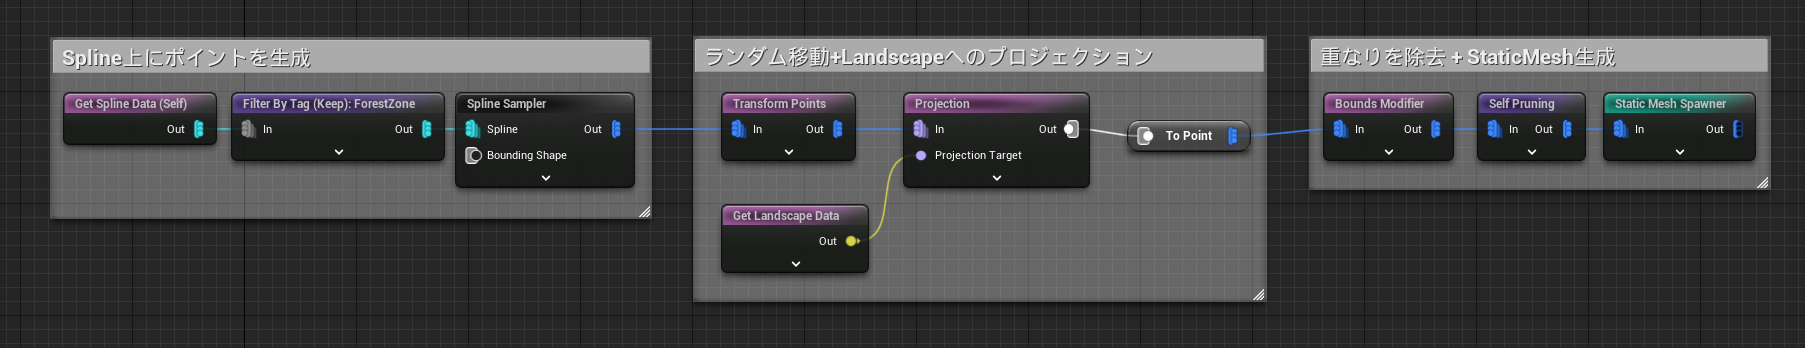 Spline上にポイントを生成
Get Spline Data (Self)
Out
Filter By Tag (Keep): ForestZone
In Out
Spline Sampler
Spline Out
Bounding Shape
ランダム移動+Landscapeへのプロジェクション
Transform Points
In Out
Projection
In Out
Projection Target
Get Landscape Data
Out
To Point
重なりを除去 + StaticMesh生成
Bounds Modifier
In Out
Self Pruning
In Out
Static Mesh Spawner
In Out